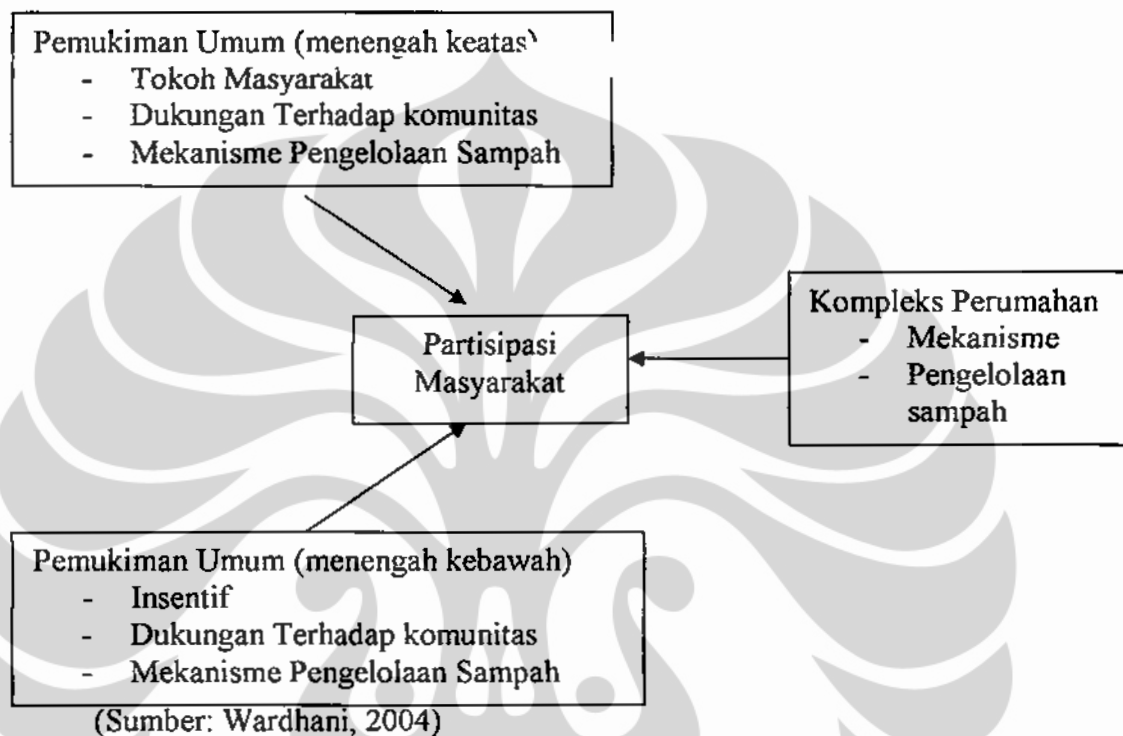 Pemukiman Umum (menengah keatas)
- Tokoh Masyarakat
- Dukungan Terhadap komunitas
- Mekanisme Pengelolaan Sampah
Partisipasi
Masyarakat
Kompleks Perumahan
- Mekanisme
- Pengelolaan
sampah
Pemukiman Umum (menengah kebawah)
- Insentif
- Dukungan Terhadap komunitas
- Mekanisme Pengelolaan Sampah
(Sumber: Wardhani, 2004)